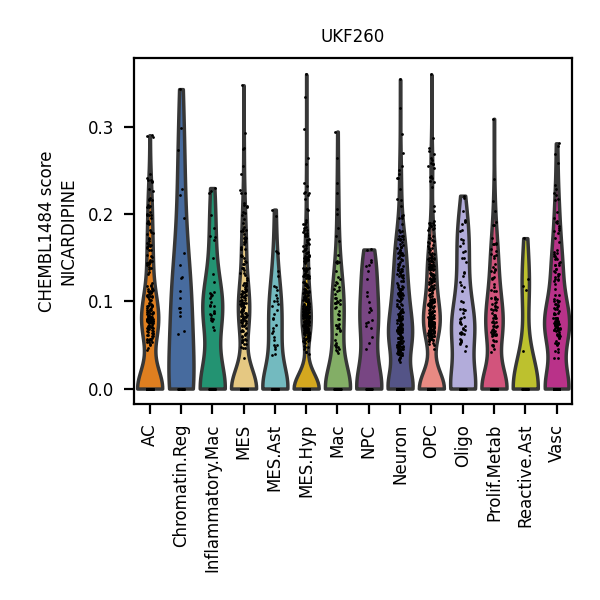 UKF260
CHEMBL1484 score
NICARDIPINE
0.3
0.2
0.1
0.0
AC
Chromatin.Reg
Inflammatory.Mac
MES
MES.Ast
MES.Hyp
Mac
NPC
Neuron
OPC
Oligo
Prolif.Metab
Reactive.Ast
Vasc